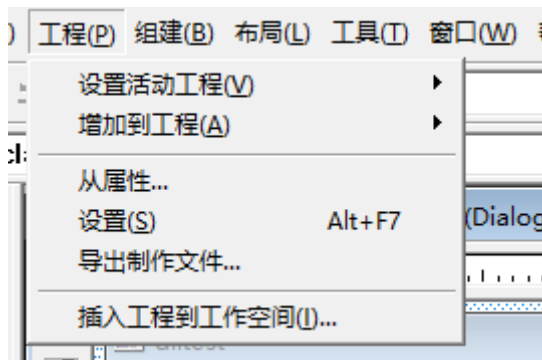 ) 工程(P) 组建(B) 布局(L) 工具(T) 窗口(W)
设置活动工程(V)
增加到工程(A)
cl
从属性...
设置(S) Alt+F7
(Dialog
导出制作文件...
插入工程到工作空间(I)...